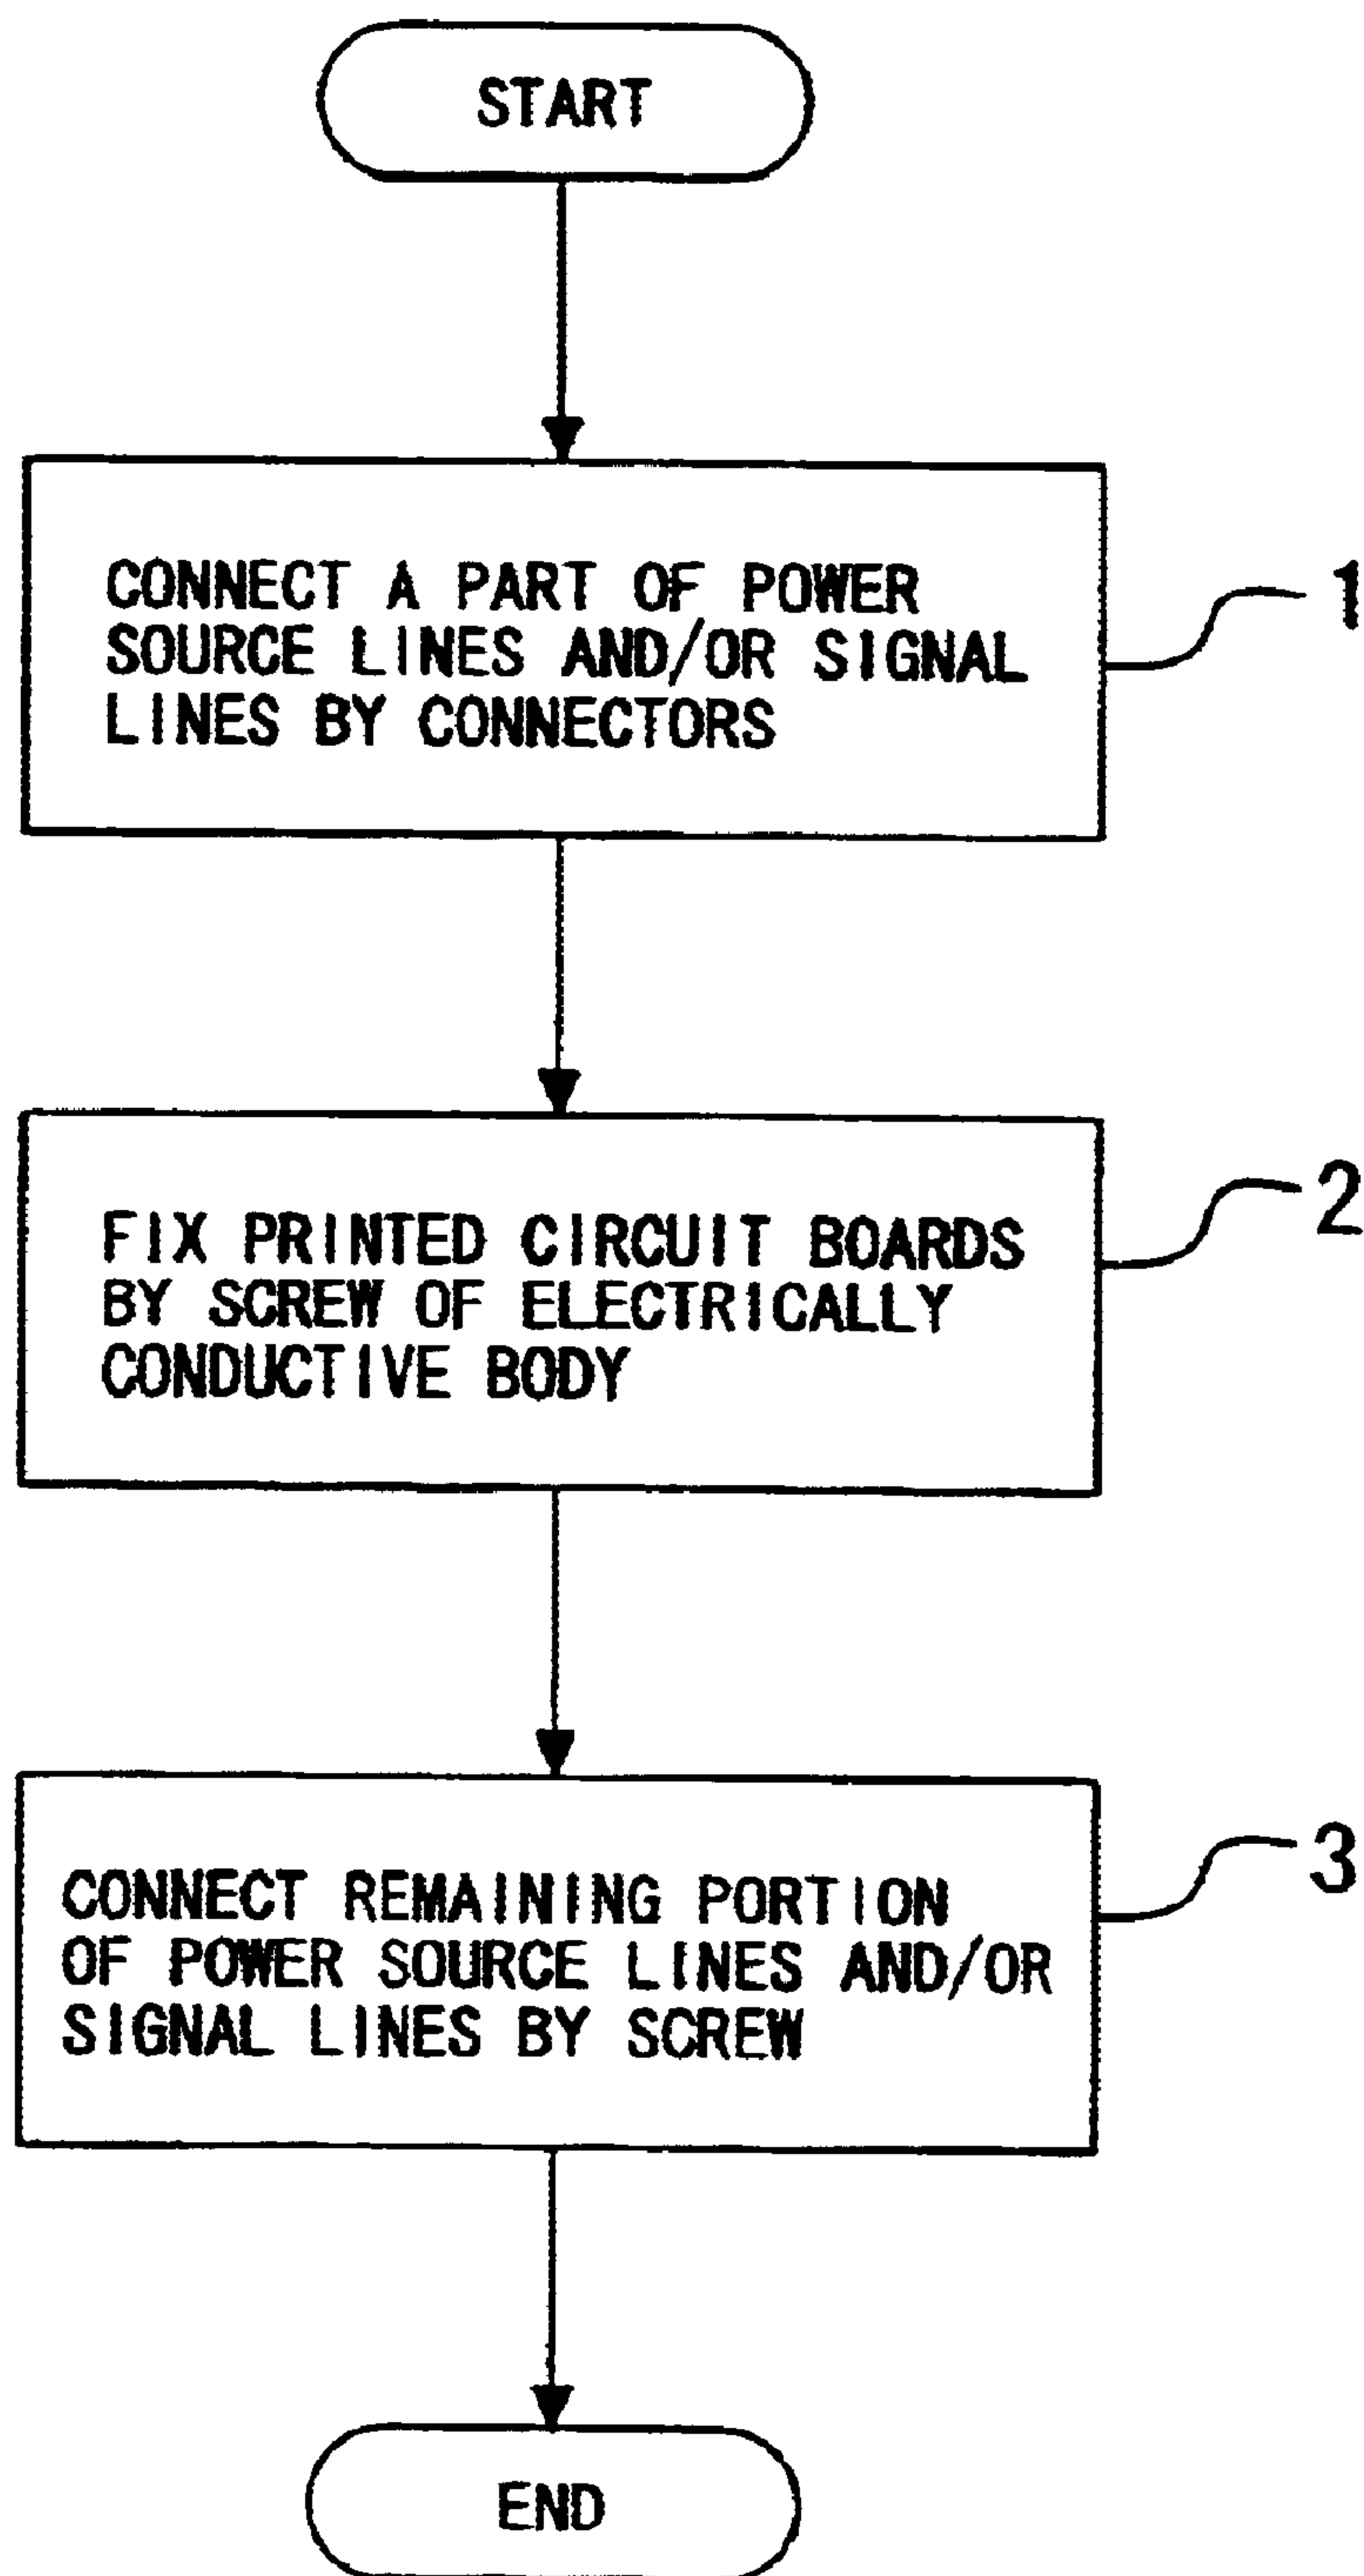 START
CONNECT A PART OF POWER
SOURCE LINES AND/OR SIGNAL
LINES BY CONNECTORS
1
FIX PRINTED CIRCUIT BOARDS
BY SCREW OF ELECTRICALLY
CONDUCTIVE BODY
2
CONNECT REMAINING PORTION
OF POWER SOURCE LINES AND/OR
SIGNAL LINES BY SCREW
3
END